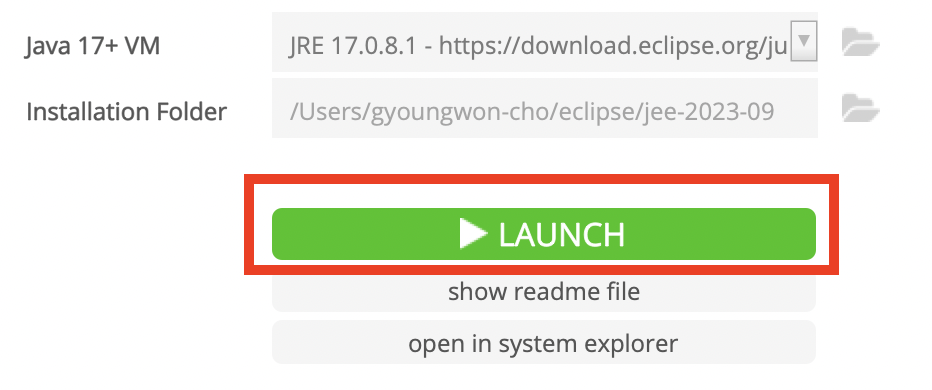 Java 17+ VM JRE 17.0.8.1 - https://download.eclipse.org/ju
Installation Folder /Users/gyoungwon-cho/eclipse/jee-2023-09
LAUNCH
show readme file
open in system explorer